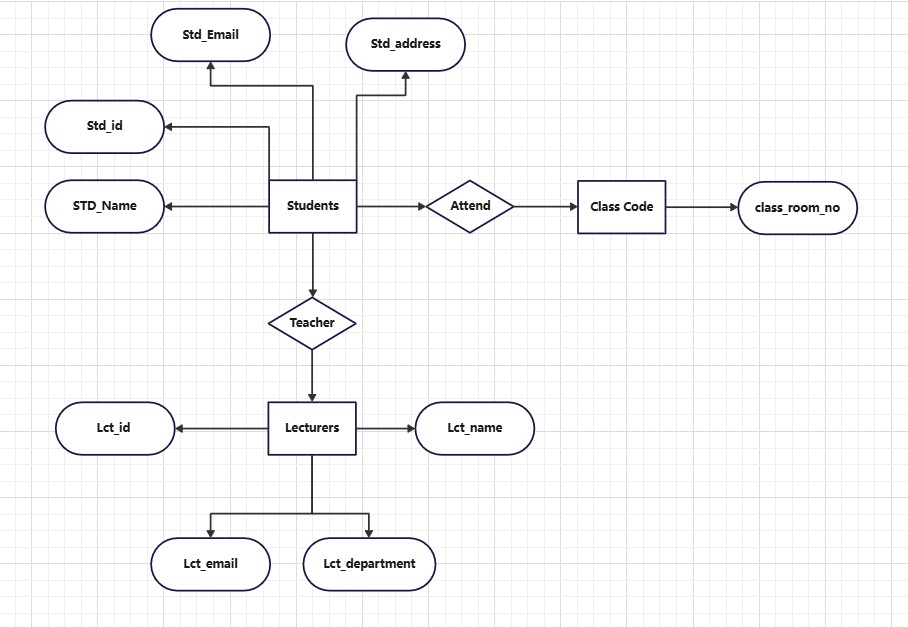 Std_Email
Std_address
Std_id
STD_Name
Students
Attend
Class Code
class_room_no
Teacher
Lct_id
Lecturers
Lct_name
Lct_email
Lct_department